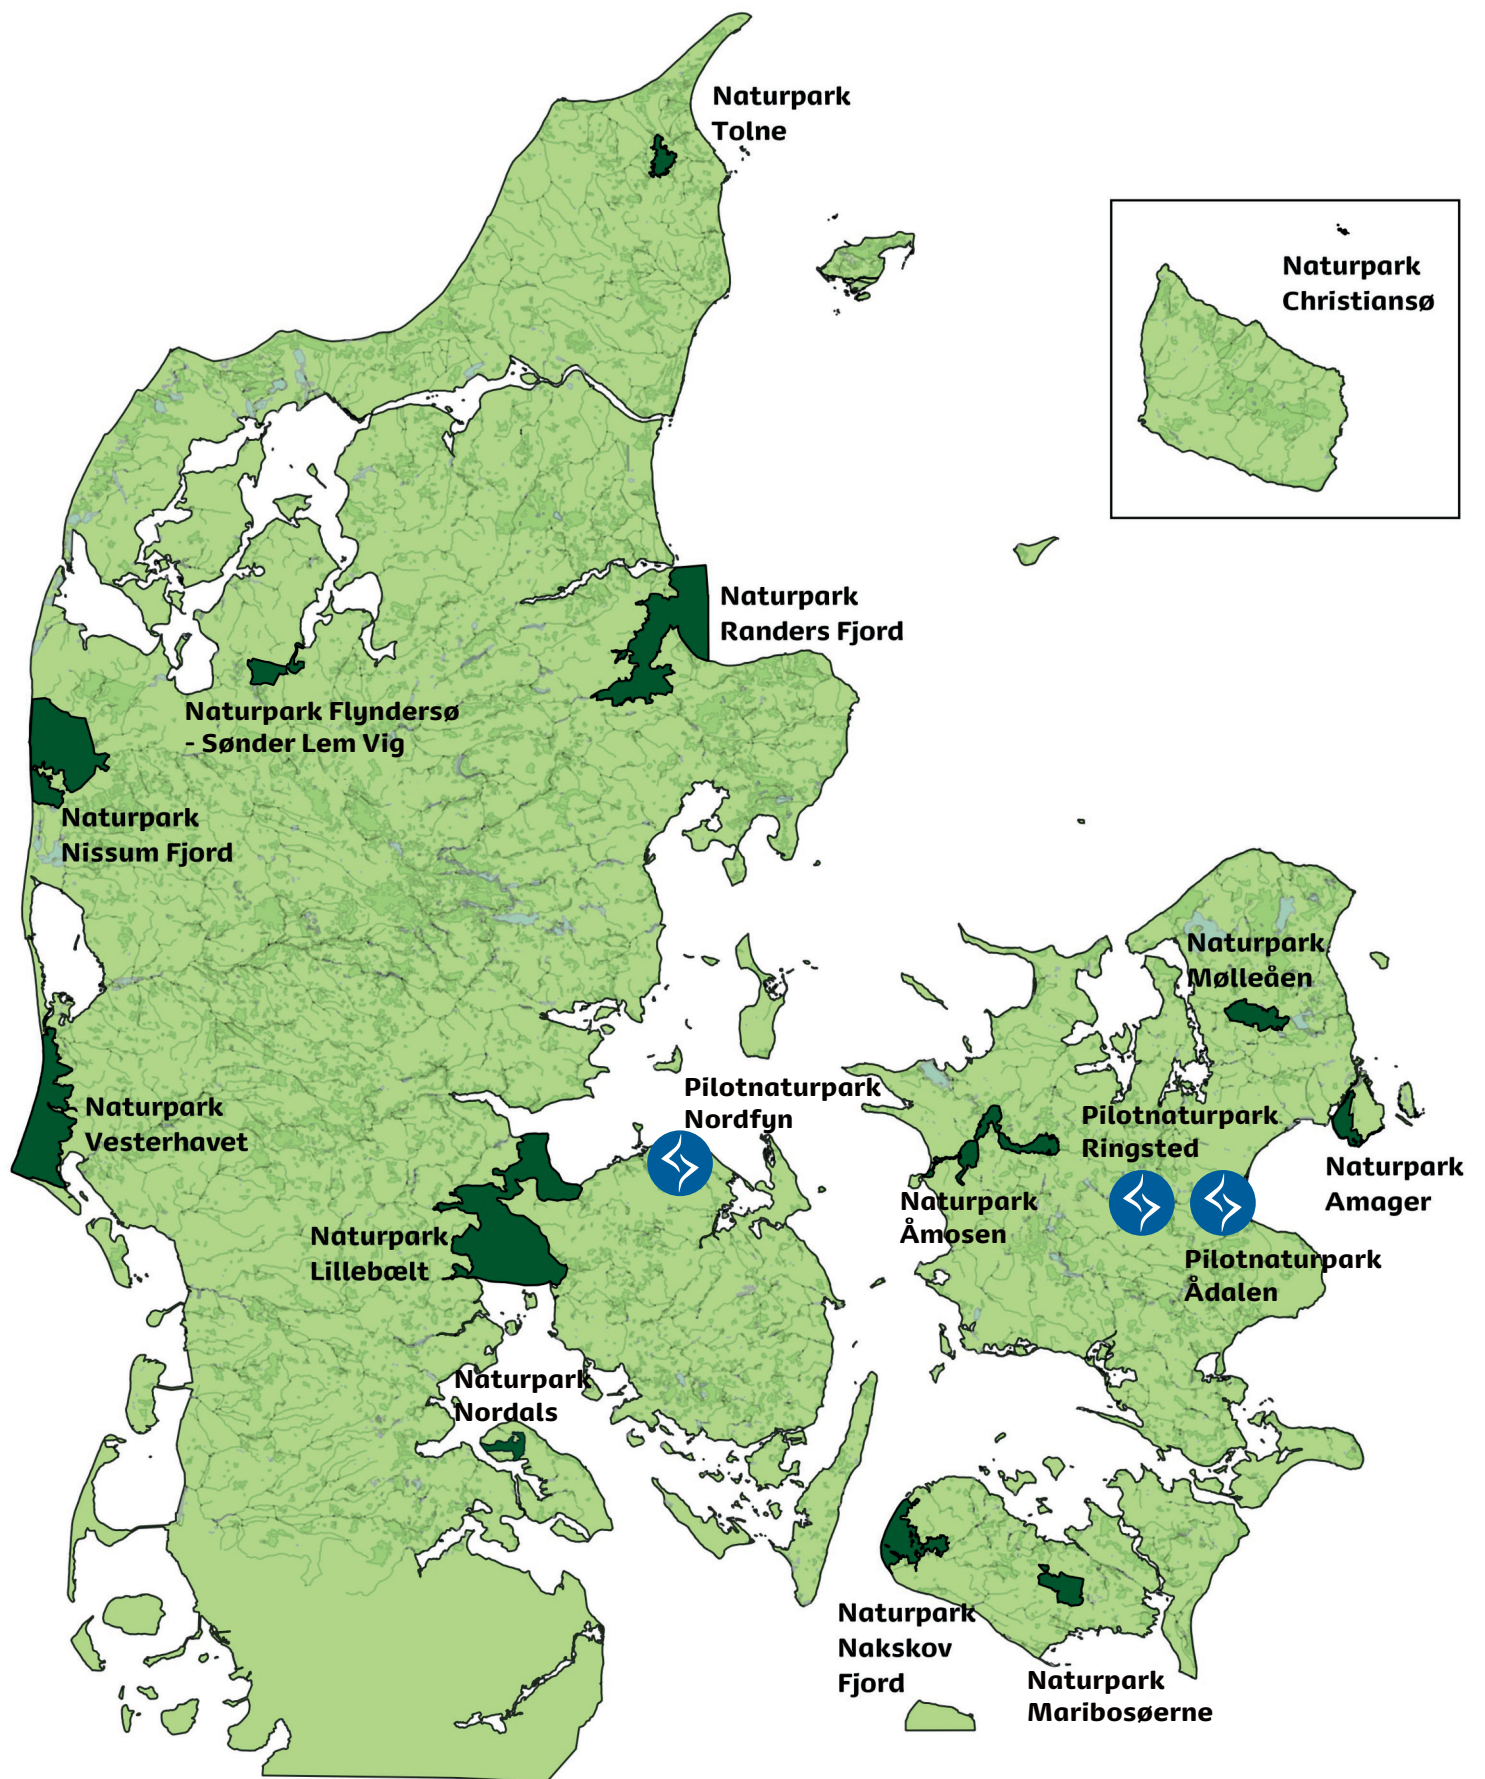 Naturpark
Tolne
Naturpark
Christiansø
Naturpark
Randers Fjord
Naturpark Flyndersø
- Sønder Lem Vig
Naturpark
Nissum Fjord
Naturpark
Mølleåen
Pilotnaturpark
Nordfyn
Naturpark
Vesterhavet
Pilotnaturpark
Ringsted
Naturpark
Amager
Naturpark
Åmosen
Naturpark
Lillebælt
Pilotnaturpark
Ådalen
Naturpark
Nordals
Naturpark
Nakskov
Fjord
Naturpark
Maribosøerne